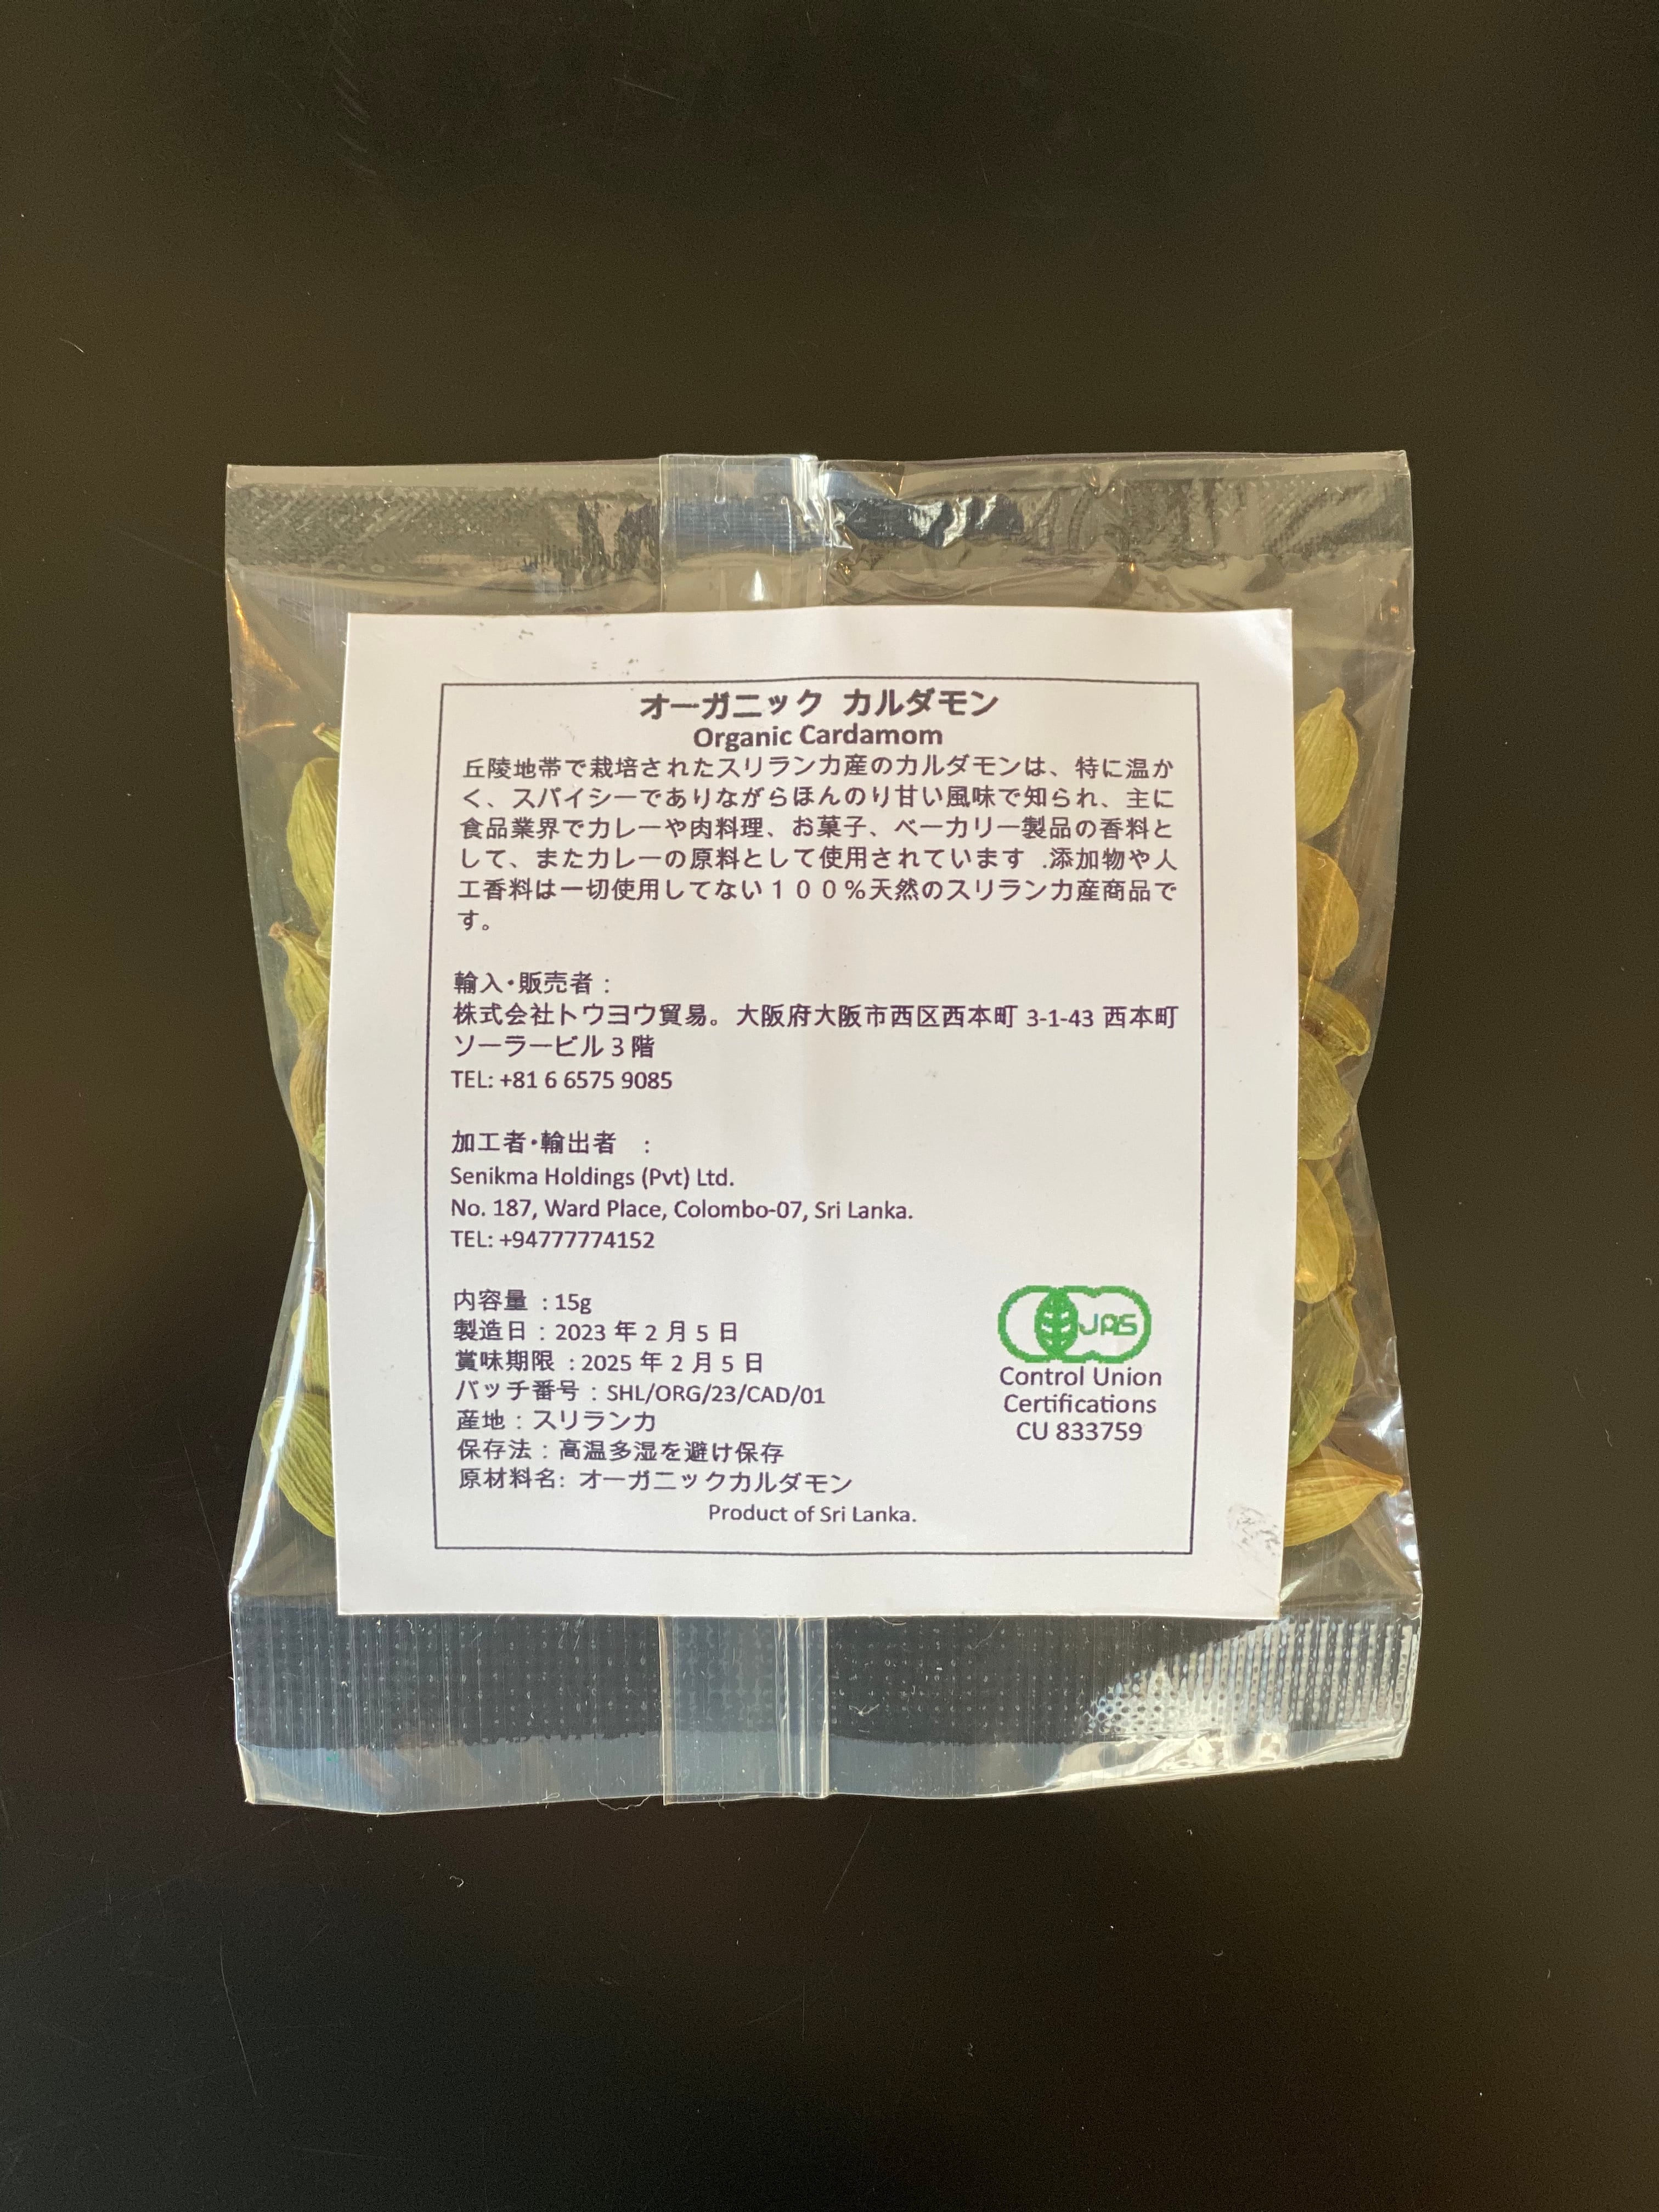 オーガニック カルダモン
Organic Cardamom
丘陵地帯で栽培されたスリランカ産のカルダモンは、特に温か
く、スパイシーでありながらほんのり甘い風味で知られ、主に
食品業界でカレーや肉料理、お菓子、ベーカリー製品の香料と
して、またカレーの原料として使用されています .添加物や人
工香料は一切使用してない１００％天然のスリランカ産商品で
す。
輸入・販売者：
株式会社トウヨウ貿易。大阪府大阪市西区西本町 3-1-43 西本町
ソーラービル 3 階
TEL: +81 6 6575 9085
加工者・輸出者　:
Senikma Holdings (Pvt) Ltd.
No. 187, Ward Place, Colombo-07, Sri Lanka.
TEL: +94777774152
内容量 : 15g
製造日 : 2023 年 2 月 5 日
賞味期限 : 2025 年 2 月 5 日
バッチ番号 : SHL/ORG/23/CAD/01
産地 : スリランカ
保存法 : 高温多湿を避け保存
原材料名: オーガニックカルダモン
Product of Sri Lanka.
JAS
Control Union
Certifications
CU 833759